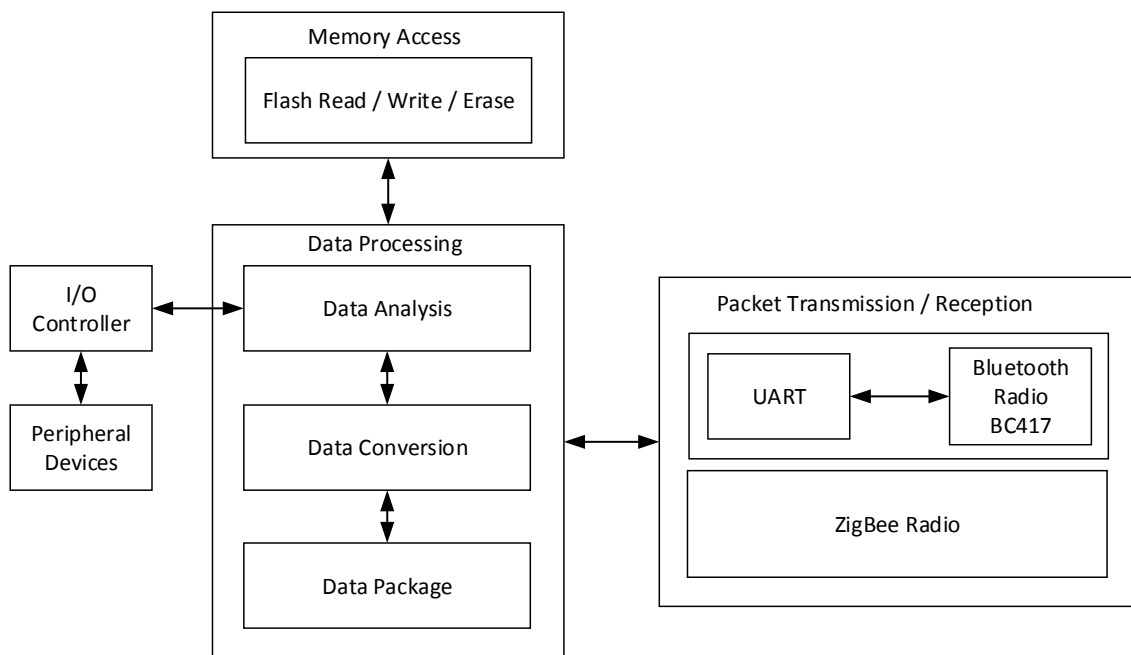 Memory Access
Flash Read / Write / Erase
Data Processing
Data Analysis
Data Conversion
Data Package
I/O
Controller
Peripheral
Devices
Packet Transmission / Reception
UART
Bluetooth
Radio
BC417
ZigBee Radio